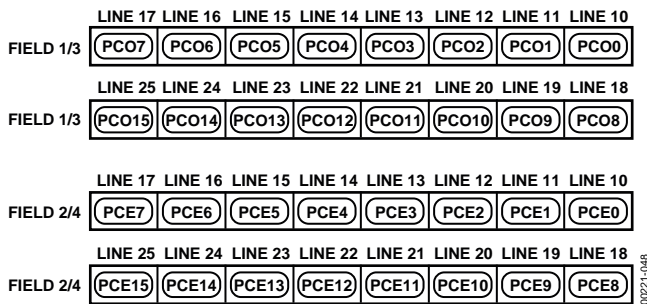 LINE 17 LINE 16 LINE 15 LINE 14 LINE 13 LINE 12 LINE 11 LINE 10
FIELD 1/3 PCO7 PCO6 PCO5 PCO4 PCO3 PCO2 PCO1 PCO0
LINE 25 LINE 24 LINE 23 LINE 22 LINE 21 LINE 20 LINE 19 LINE 18
FIELD 1/3 PCO15 PCO14 PCO13 PCO12 PCO11 PCO10 PCO9 PCO8
LINE 17 LINE 16 LINE 15 LINE 14 LINE 13 LINE 12 LINE 11 LINE 10
FIELD 2/4 PCE7 PCE6 PCE5 PCE4 PCE3 PCE2 PCE1 PCE0
LINE 25 LINE 24 LINE 23 LINE 22 LINE 21 LINE 20 LINE 19 LINE 18
FIELD 2/4 PCE15 PCE14 PCE13 PCE12 PCE11 PCE10 PCE9 PCE8
00221-048